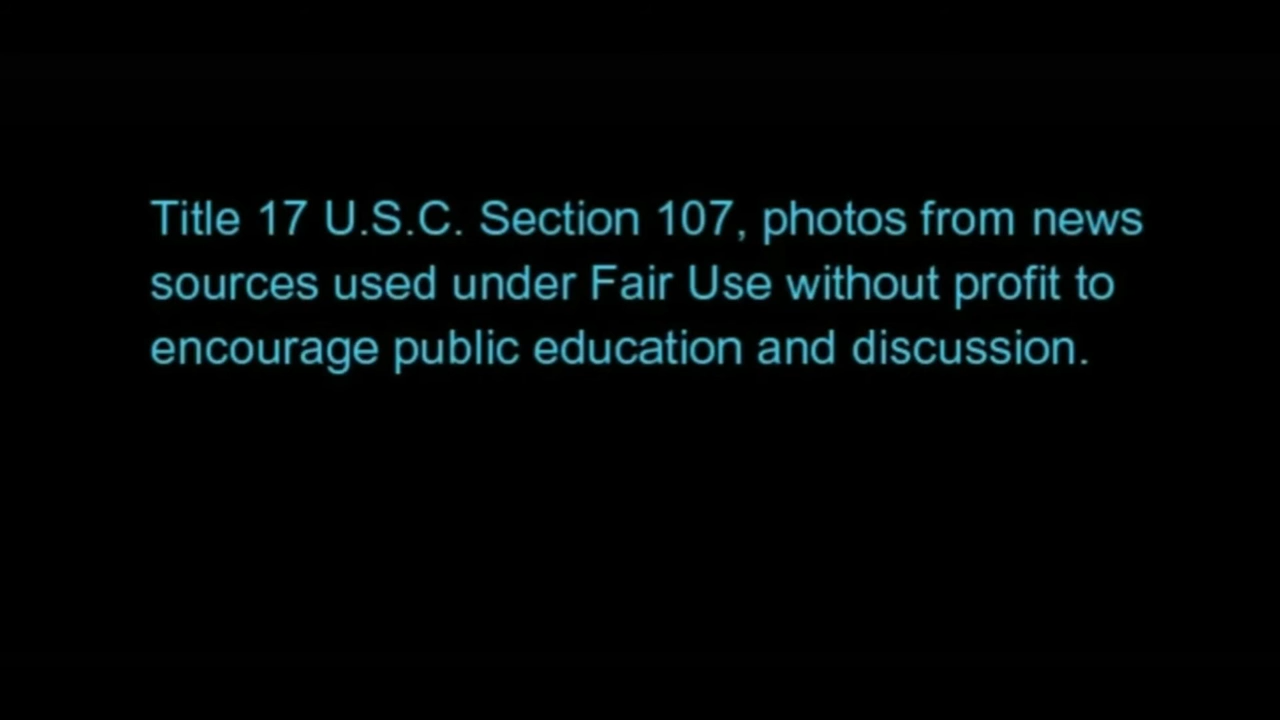 Title 17 U.S.C. Section 107, photos from news
sources used under Fair Use without profit to
encourage public education and discussion.